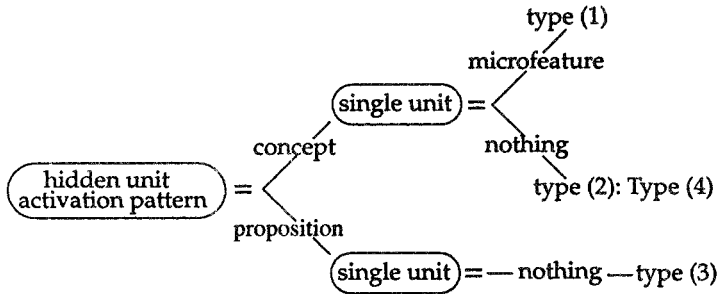 type (1)
microfeature
single unit =
concept
nothing
hidden unit
activation pattern =
type (2): Type (4)
proposition
single unit = — nothing — type (3)